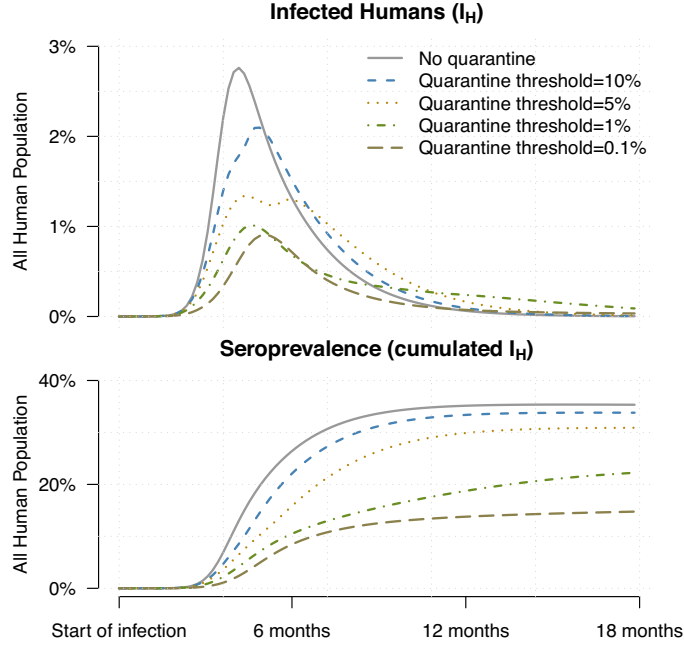 Infected Humans (I_H)
3%
2%
1%
0%
All Human Population
No quarantine
Quarantine threshold=10%
Quarantine threshold=5%
Quarantine threshold=1%
Quarantine threshold=0.1%
Seroprevalence (cumulated I_H)
40%
20%
0%
All Human Population
Start of infection
6 months
12 months
18 months